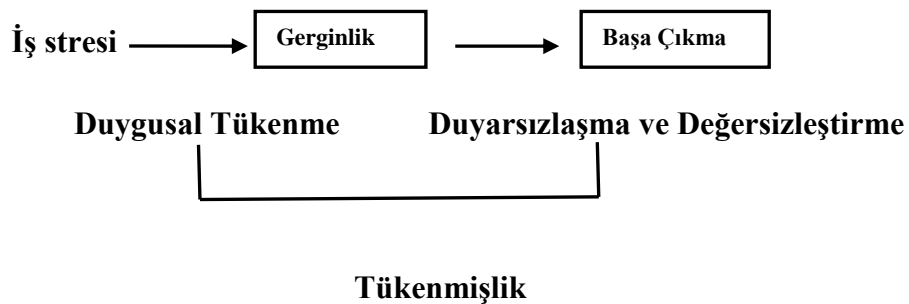 İş stresi Gerginlik Başa Çıkma
Duygusal Tükenme Duyarsızlaşma ve Değersizleştirme
Tükenmişlik